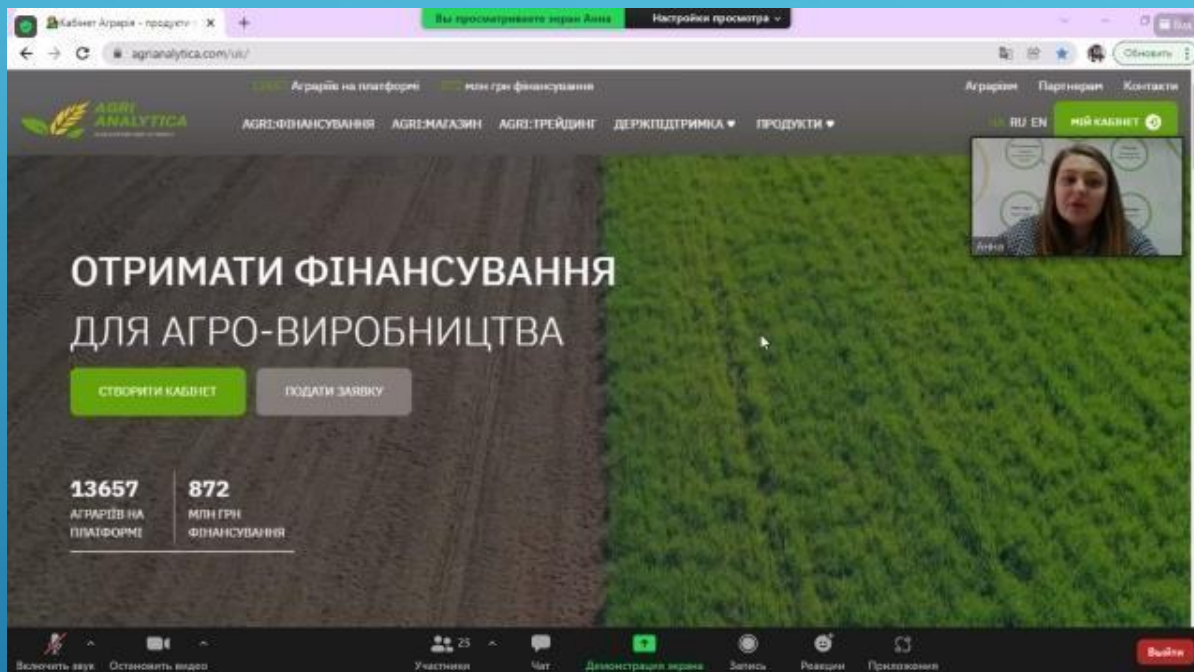 Кабінет Аграрія - продукти
Вы просматриваете экран Анна
Настройки просмотра
agrianalytica.com/uk/
Обновить
Аграріїв на платформі млн грн фінансування
Аграріям Партнерам Контакти
AGRI ANALYTICA
AGRI:ФІНАНСУВАННЯ AGRI:МАГАЗИН AGRI:ТРЕЙДИНГ ДЕРЖПІДТРИМКА ПРОДУКТИ
RU EN МІЙ КАБІНЕТ
Анна
ОТРИМАТИ ФІНАНСУВАННЯ
ДЛЯ АГРО-ВИРОБНИЦТВА
СТВОРИТИ КАБІНЕТ ПОДАТИ ЗАЯВКУ
13657 872
АГРАРІЇВ НА МЛН ГРН
ПЛАТФОРМІ ФІНАНСУВАННЯ
25
Включить звук Остановить видео Участники Чат Демонстрация экрана Запись Реакции Приложения Выйти